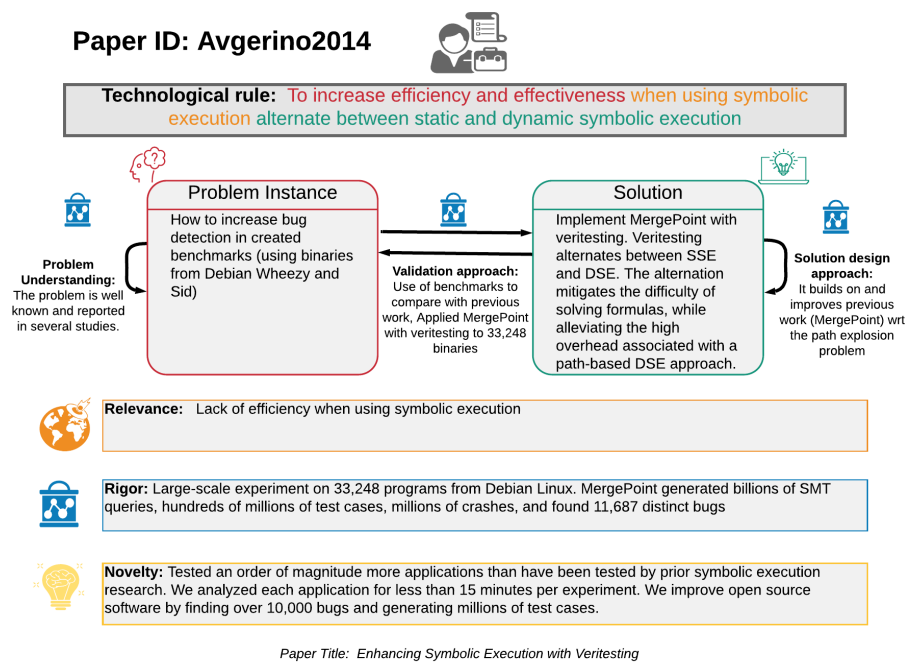 Paper ID: Avgerino2014
Technological rule: To increase efficiency and effectiveness when using symbolic
execution alternate between static and dynamic symbolic execution
?
Problem Instance
How to increase bug
detection in created
benchmarks (using binaries
from Debian Wheezy and
Sid)
Problem
Understanding:
The problem is well
known and reported
in several studies.
Validation approach:
Use of benchmarks to
compare with previous
work, Applied MergePoint
with veritesting to 33,248
binaries
Solution
Implement MergePoint with
veritesting. Veritesting
alternates between SSE
and DSE. The alternation
mitigates the difficulty of
solving formulas, while
alleviating the high
overhead associated with a
path-based DSE approach.
Solution design
approach:
It builds on and
improves previous
work (MergePoint) wrt
the path explosion
problem
Relevance: Lack of efficiency when using symbolic execution
Rigor: Large-scale experiment on 33,248 programs from Debian Linux. MergePoint generated billions of SMT
queries, hundreds of millions of test cases, millions of crashes, and found 11,687 distinct bugs
Novelty: Tested an order of magnitude more applications than have been tested by prior symbolic execution
research. We analyzed each application for less than 15 minutes per experiment. We improve open source
software by finding over 10,000 bugs and generating millions of test cases.
Paper Title: Enhancing Symbolic Execution with Veritesting